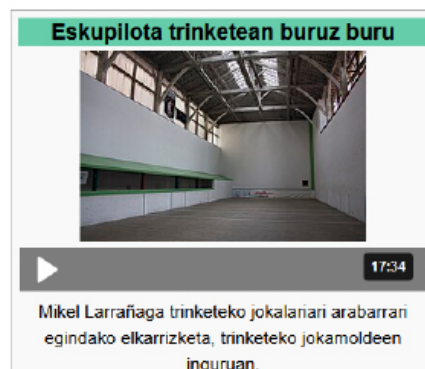 Eskupilota trinketean buruz buru
17:34
Mikel Larrañaga trinketeko jokalariari arabarrari
egindako elkarrizketa, trinketeko jokamoldeen
inguruan.